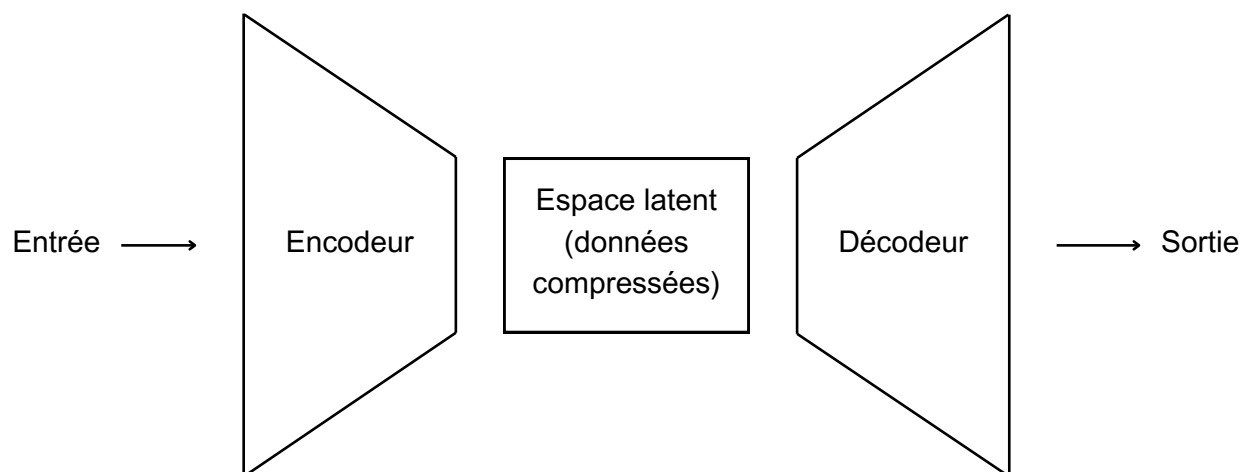 Entrée
Encodeur
Espace latent
(données
compressées)
Décodeur
Sortie